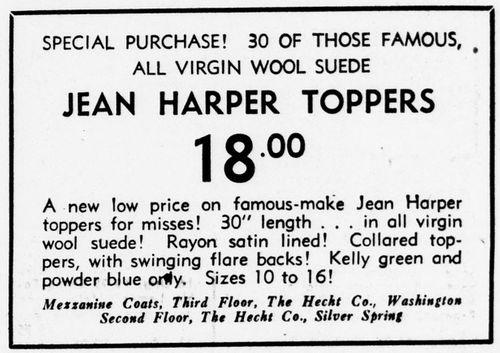 SPECIAL PURCHASE! 30 OF THOSE FAMOUS,
ALL VIRGIN WOOL SUEDE
JEAN HARPER TOPPERS
18.00
A new low price on famous-make Jean Harper
toppers for misses! 30" length . . . in all virgin
wool suede! Rayon satin lined! Collared top-
pers, with swinging flare backs! Kelly green and
powder blue only. Sizes 10 to 16!
Mezzanine Coats, Third Floor, The Hecht Co., Washington
Second Floor, The Hecht Co., Silver Spring